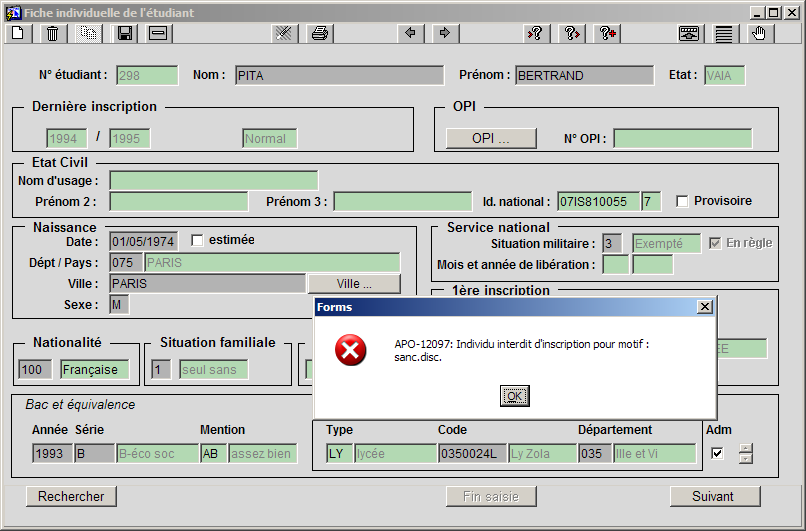 Fiche individuelle de l'étudiant
N° étudiant : 298 Nom : PITA Prénom : BERTRAND Etat : VAIA
Dernière inscription OPI
1994 / 1995 Normal OPI ... N° OPI :
Etat Civil
Nom d'usage :
Prénom 2 : Prénom 3 : Id. national : 07IS810055 7 Provisoire
Naissance Service national
Date : 01/05/1974 estimée Situation militaire : 3 Exempté En règle
Dépt / Pays : 075 PARIS Mois et année de libération :
Ville : PARIS Ville ... 1ère inscription
Sexe : M
Forms
APO-12097: Individu interdit d'inscription pour motif :
sanc.disc.
OK
Nationalité Situation familiale
100 Française 1 seul sans
Bac et équivalence
Année Série Mention Type Code Département Adm
1993 B B-éco soc AB assez bien LY lycée 0350024L Ly Zola 035 Ille et Vi
Rechercher Fin saisie Suivant